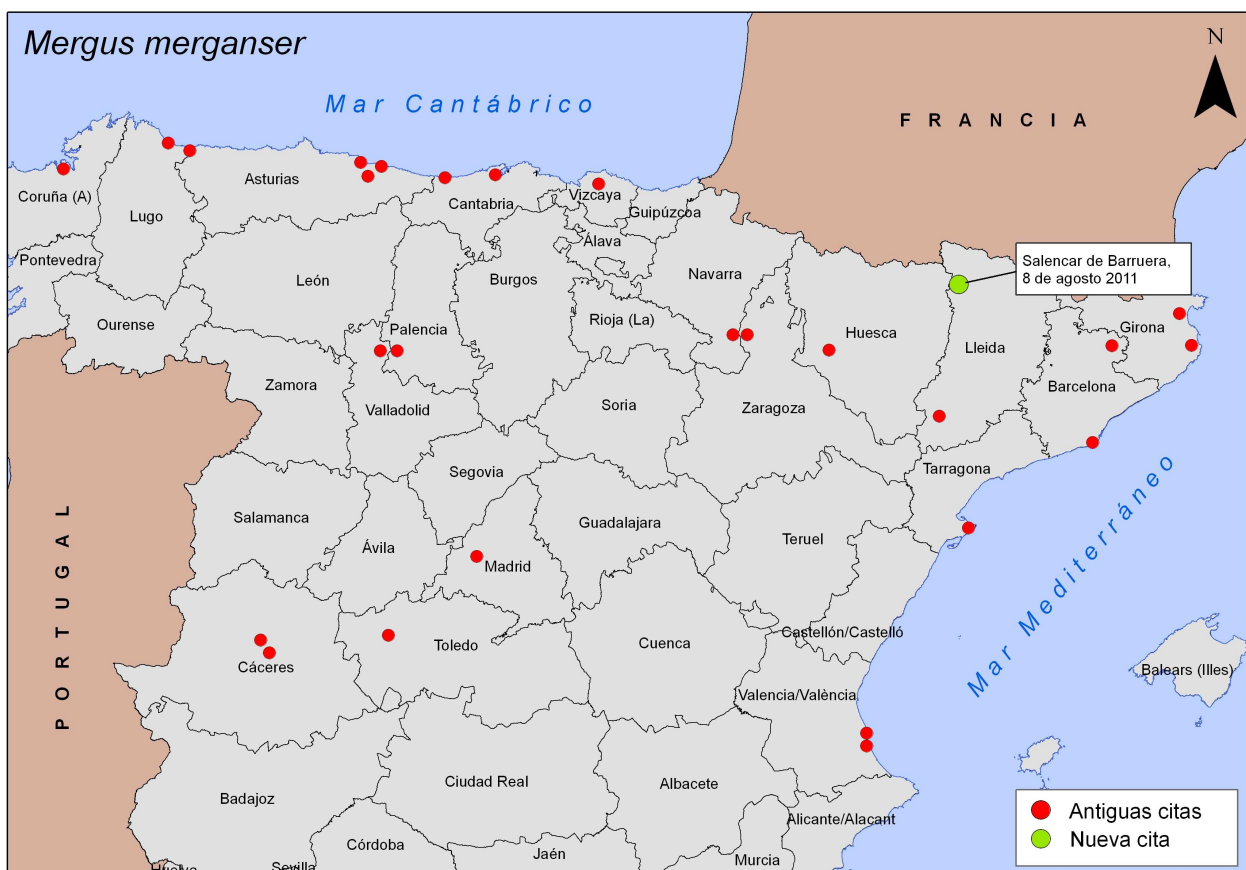 Mergus merganser
N
Mar Cantábrico
FRANCIA
Coruña (A)
Lugo
Asturias
Cantabria
Vizcaya
Guipúzcoa
Pontevedra
Ourense
León
Palencia
Burgos
Álava
Navarra
Rioja (La)
Huesca
Lleida
Salencar de Barruera,
8 de agosto 2011
Girona
Barcelona
Zamora
Valladolid
Soria
Zaragoza
Tarragona
Segovia
Salamanca
Ávila
Madrid
Guadalajara
Teruel
Mar Mediterráneo
PORTUGAL
Cáceres
Toledo
Cuenca
Castellón/Castelló
Valencia/València
Balears (Illes)
Badajoz
Ciudad Real
Albacete
Alicante/Alacant
Córdoba
Jaén
Murcia
Huelva
Sevilla
Antiguas citas
Nueva cita